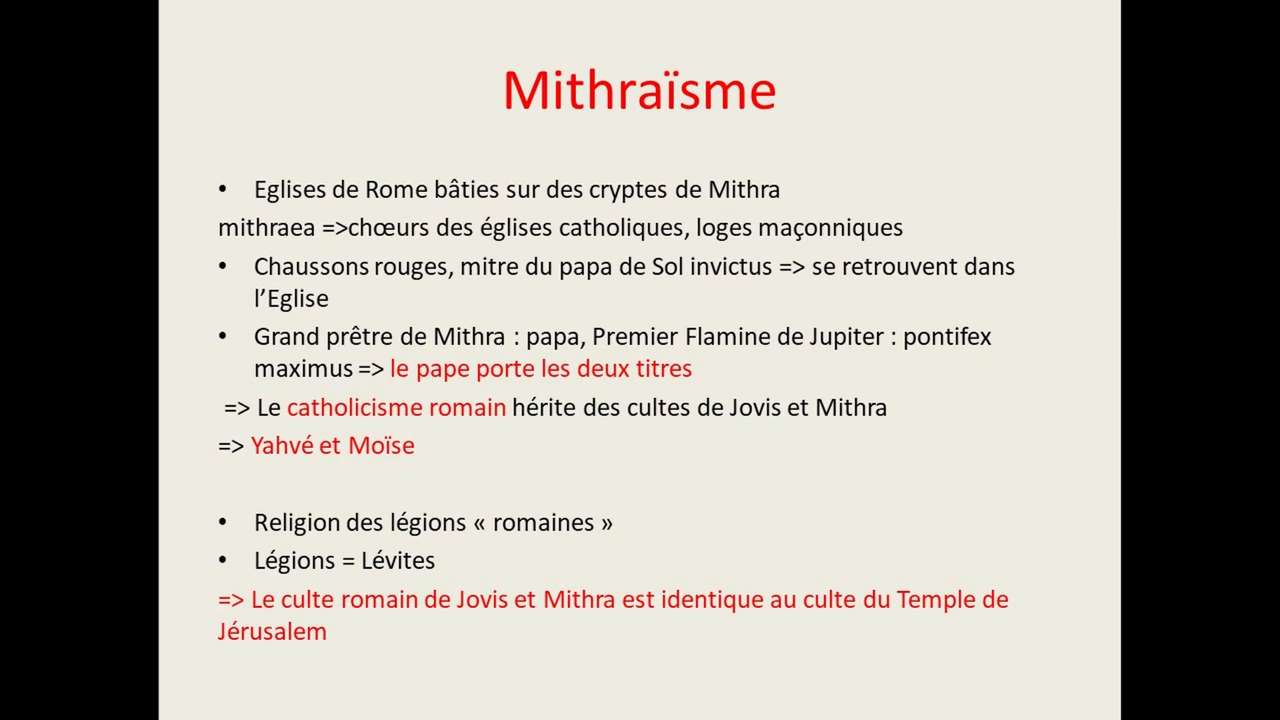 Mithraïsme
• Eglises de Rome bâties sur des cryptes de Mithra
mithraea =>chœurs des églises catholiques, loges maçonniques
• Chaussons rouges, mitre du papa de Sol invictus => se retrouvent dans
l’Eglise
• Grand prêtre de Mithra : papa, Premier Flamine de Jupiter : pontifex
maximus => le pape porte les deux titres
=> Le catholicisme romain hérite des cultes de Jovis et Mithra
=> Yahvé et Moïse
• Religion des légions « romaines »
• Légions = Lévites
=> Le culte romain de Jovis et Mithra est identique au culte du Temple de
Jérusalem